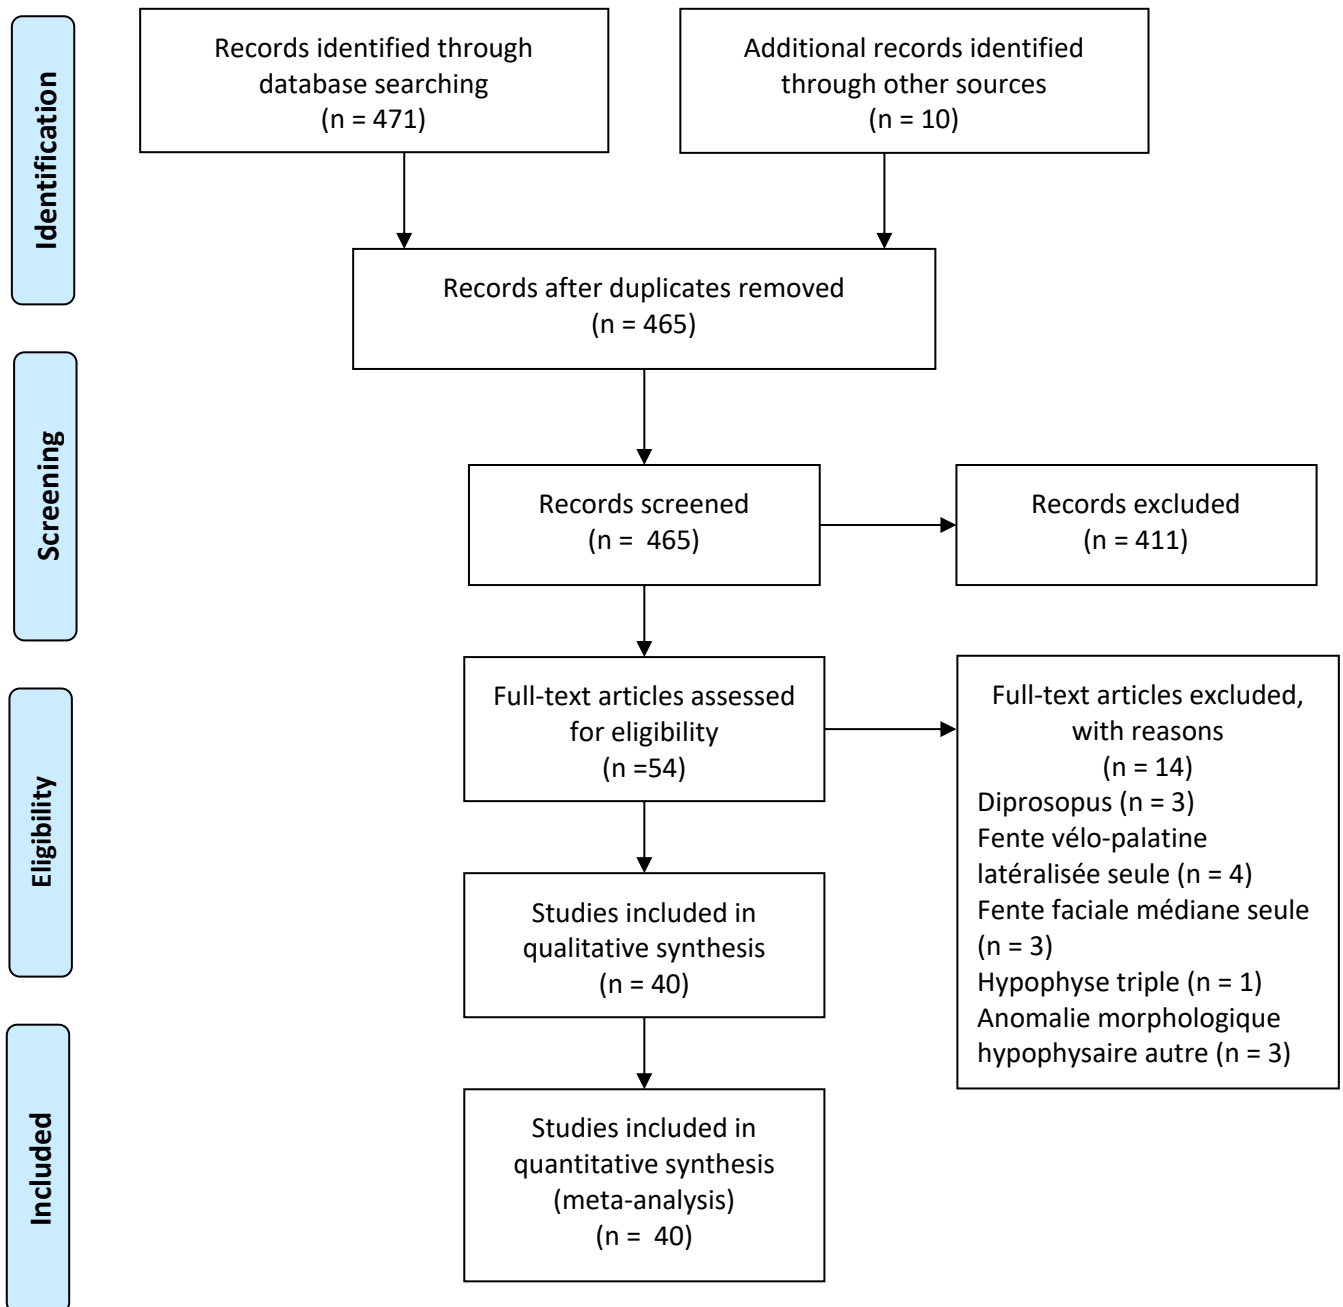 Identification
Records identified through
database searching
(n = 471)
Additional records identified
through other sources
(n = 10)
Records after duplicates removed
(n = 465)
Screening
Records screened
(n =  465)
Records excluded
(n = 411)
Eligibility
Full-text articles assessed
for eligibility
(n =54)
Full-text articles excluded,
with reasons
(n = 14)
Diprosopus (n = 3)
Fente vélo-palatine
latéralisée seule (n = 4)
Fente faciale médiane seule
(n = 3)
Hypophyse triple (n = 1)
Anomalie morphologique
hypophysaire autre (n = 3)
Studies included in
qualitative synthesis
(n = 40)
Included
Studies included in
quantitative synthesis
(meta-analysis)
(n =  40)